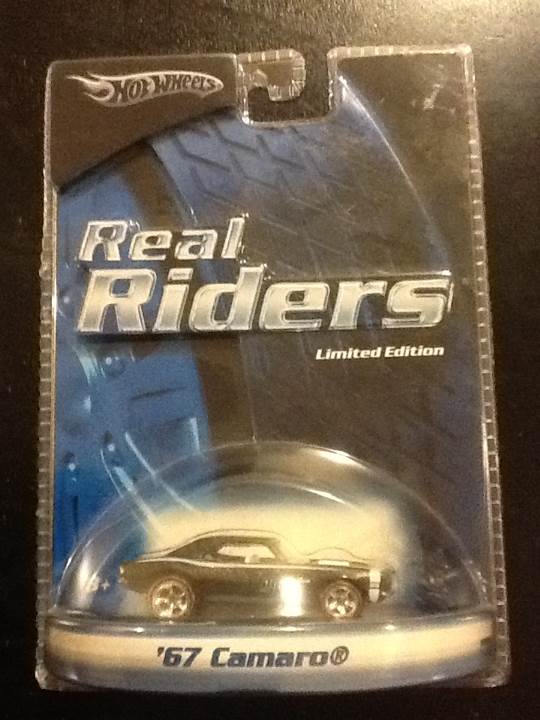 HOT WHEELS
Real
Riders
Limited Edition
'67 Camaro®